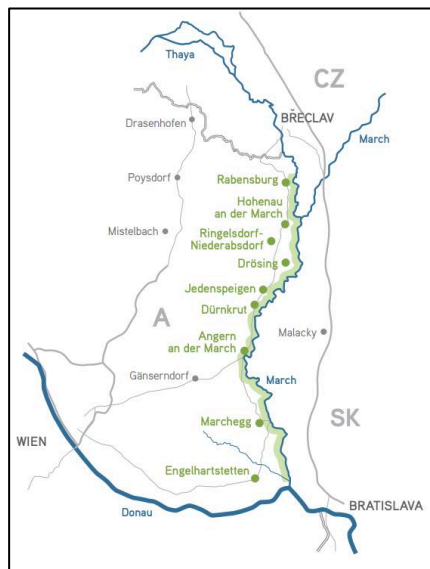 Thaya
CZ
Drasenhofen
BŘECLAV
March
Poysdorf
Rabensburg
Hohenau
an der March
Mistelbach
Ringelsdorf-
Niederabsdorf
Drösing
Jedenspeigen
A
Dürnkrut
Malacky
Angern
an der March
Gänserndorf
March
Marchegg
SK
WIEN
Engelhartstetten
Donau
BRATISLAVA